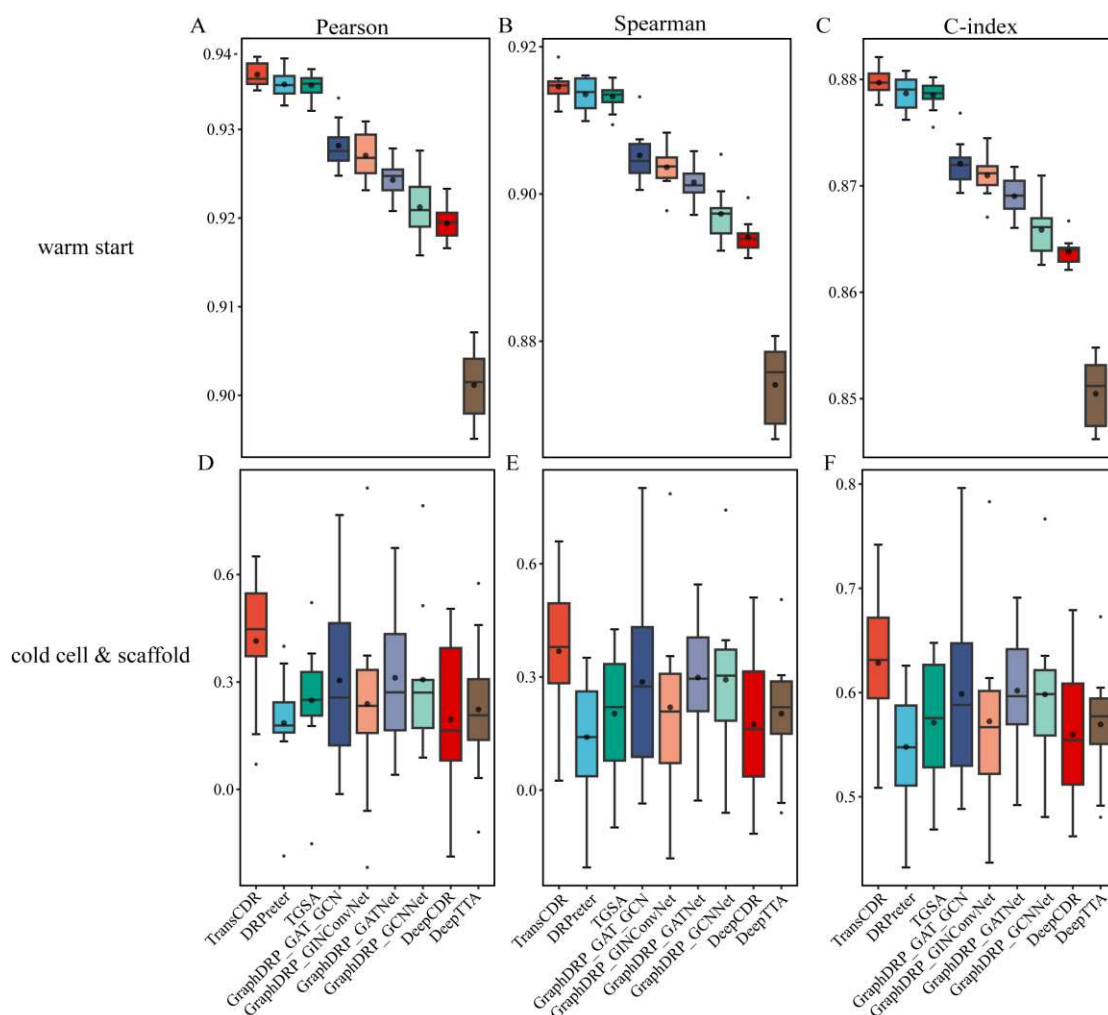 A
Pearson
B
Spearman
C
C-index
warm start
0.94
0.93
0.92
0.91
0.90
0.92
0.90
0.88
0.88
0.87
0.86
0.85
D
E
F
cold cell & scaffold
0.6
0.3
0.0
0.6
0.3
0.0
0.8
0.7
0.6
0.5
TransCDR
DRPreter
TGSA
GraphDRP_GAT_GCN
GraphDRP_GINConvNet
GraphDRP_GATNet
GraphDRP_GCNNet
DeepCDR
DeepTTA
TransCDR
DRPreter
TGSA
GraphDRP_GAT_GCN
GraphDRP_GINConvNet
GraphDRP_GATNet
GraphDRP_GCNNet
DeepCDR
DeepTTA
TransCDR
DRPreter
TGSA
GraphDRP_GAT_GCN
GraphDRP_GINConvNet
GraphDRP_GATNet
GraphDRP_GCNNet
DeepCDR
DeepTTA